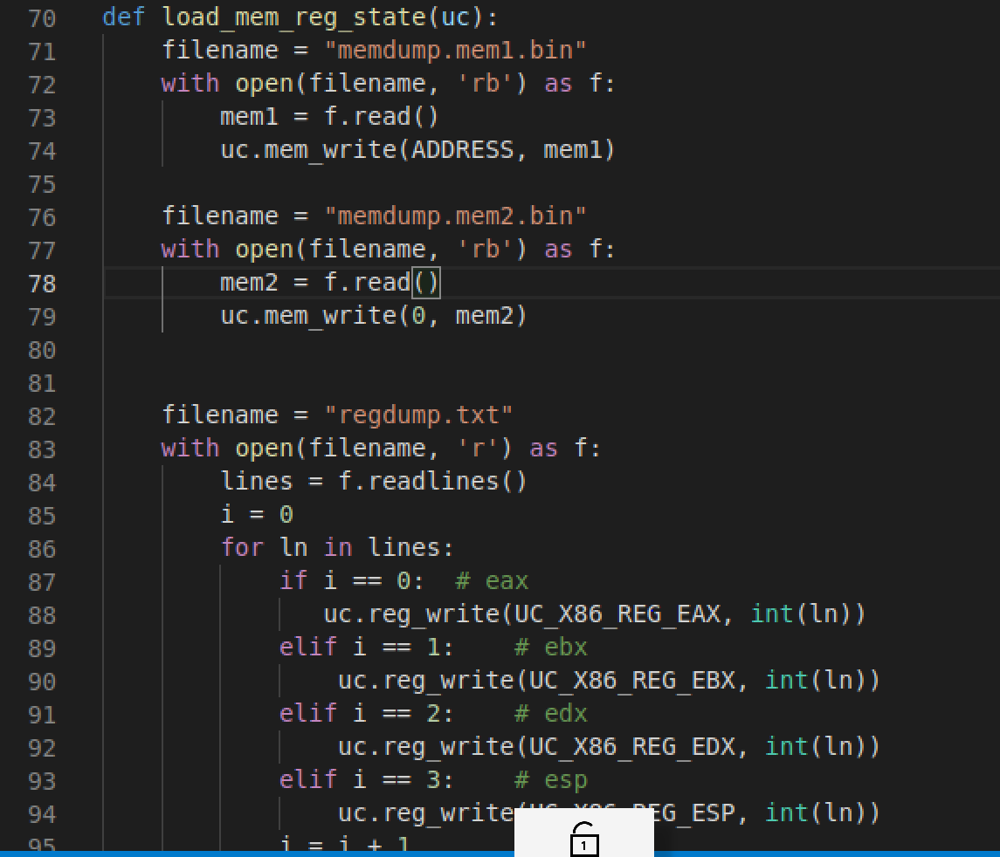 70 def load_mem_reg_state(uc):
71     filename = "memdump.mem1.bin"
72     with open(filename, 'rb') as f:
73         mem1 = f.read()
74         uc.mem_write(ADDRESS, mem1)
75
76     filename = "memdump.mem2.bin"
77     with open(filename, 'rb') as f:
78         mem2 = f.read()
79         uc.mem_write(0, mem2)
80
81
82     filename = "regdump.txt"
83     with open(filename, 'r') as f:
84         lines = f.readlines()
85         i = 0
86         for ln in lines:
87             if i == 0:  # eax
88                uc.reg_write(UC_X86_REG_EAX, int(ln))
89             elif i == 1:    # ebx
90                 uc.reg_write(UC_X86_REG_EBX, int(ln))
91             elif i == 2:    # edx
92                 uc.reg_write(UC_X86_REG_EDX, int(ln))
93             elif i == 3:    # esp
94                 uc.reg_write EG_ESP, int(ln))
95             i = i + 1
1